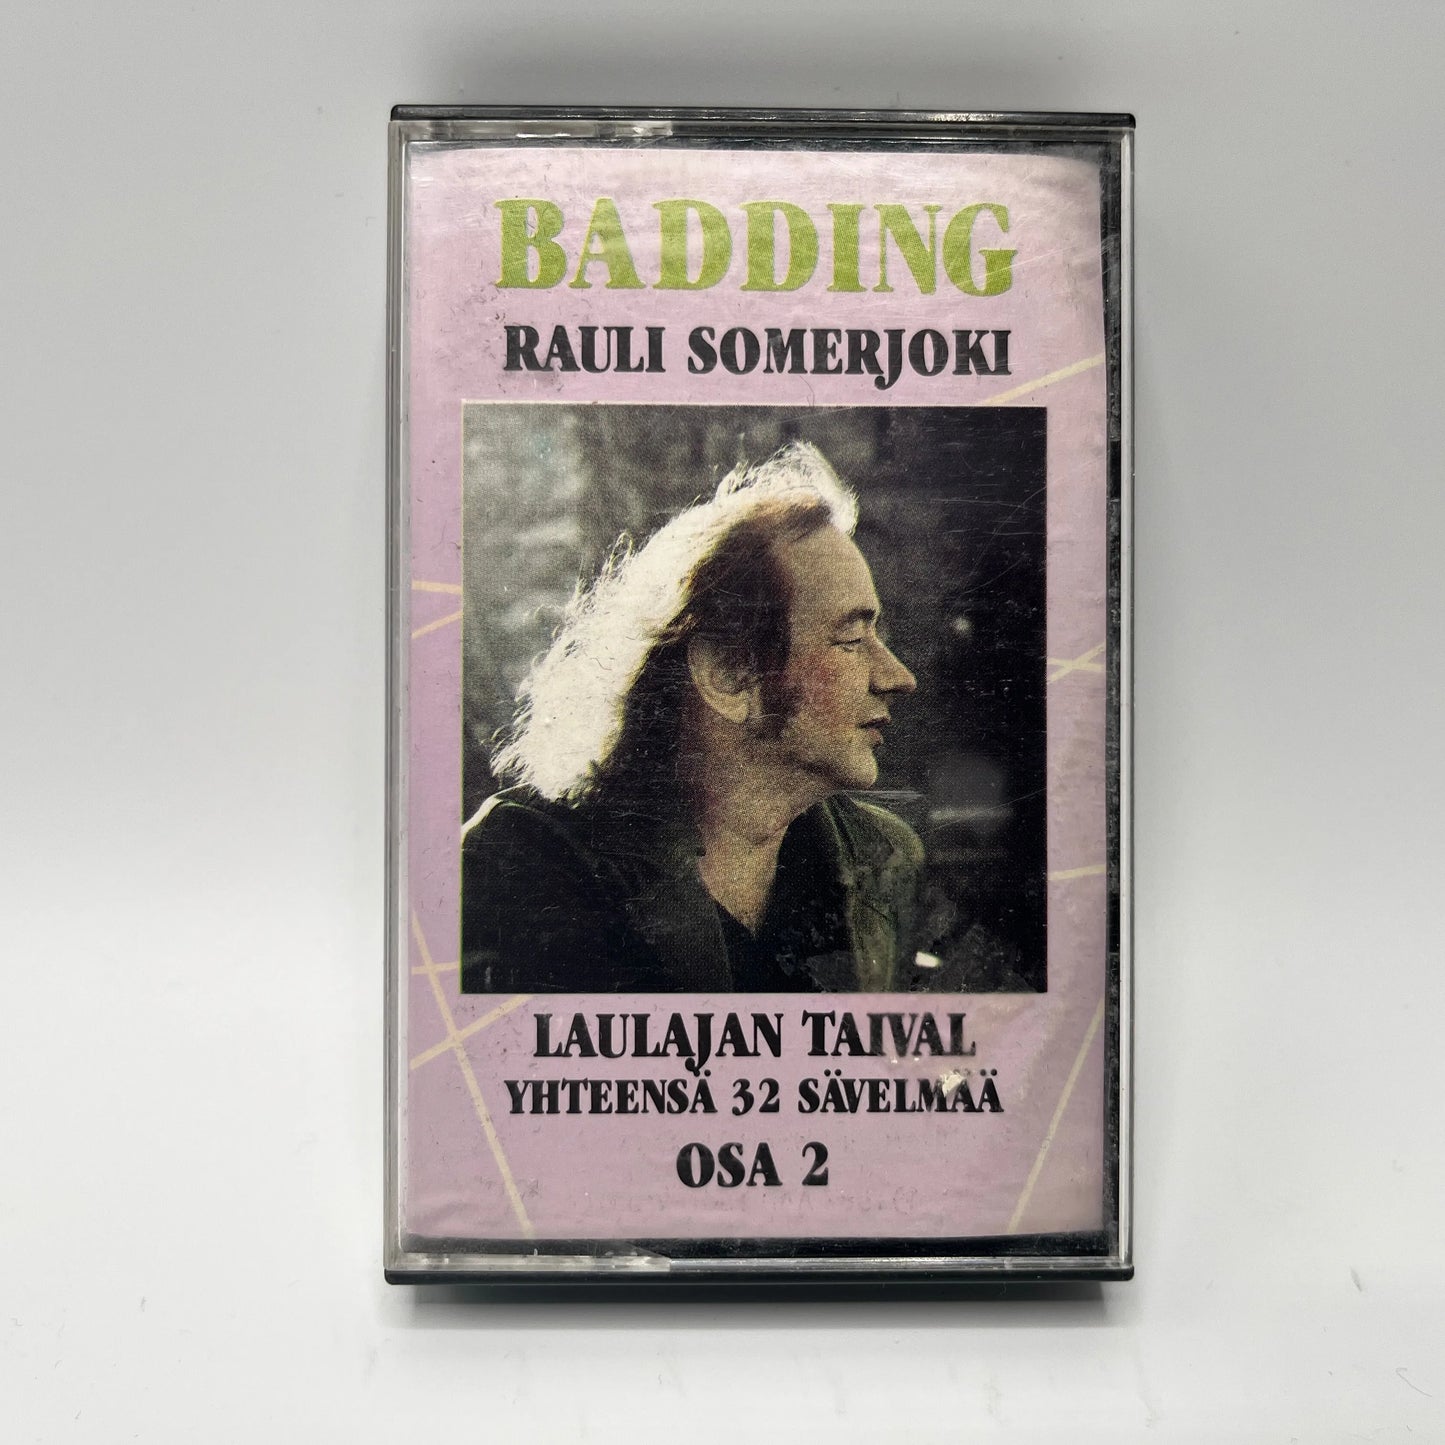 BADDING
RAULI SOMERJOKI
LAULAJAN TAIVAL
YHTEENSÄ 32 SÄVELMÄÄ
OSA 2